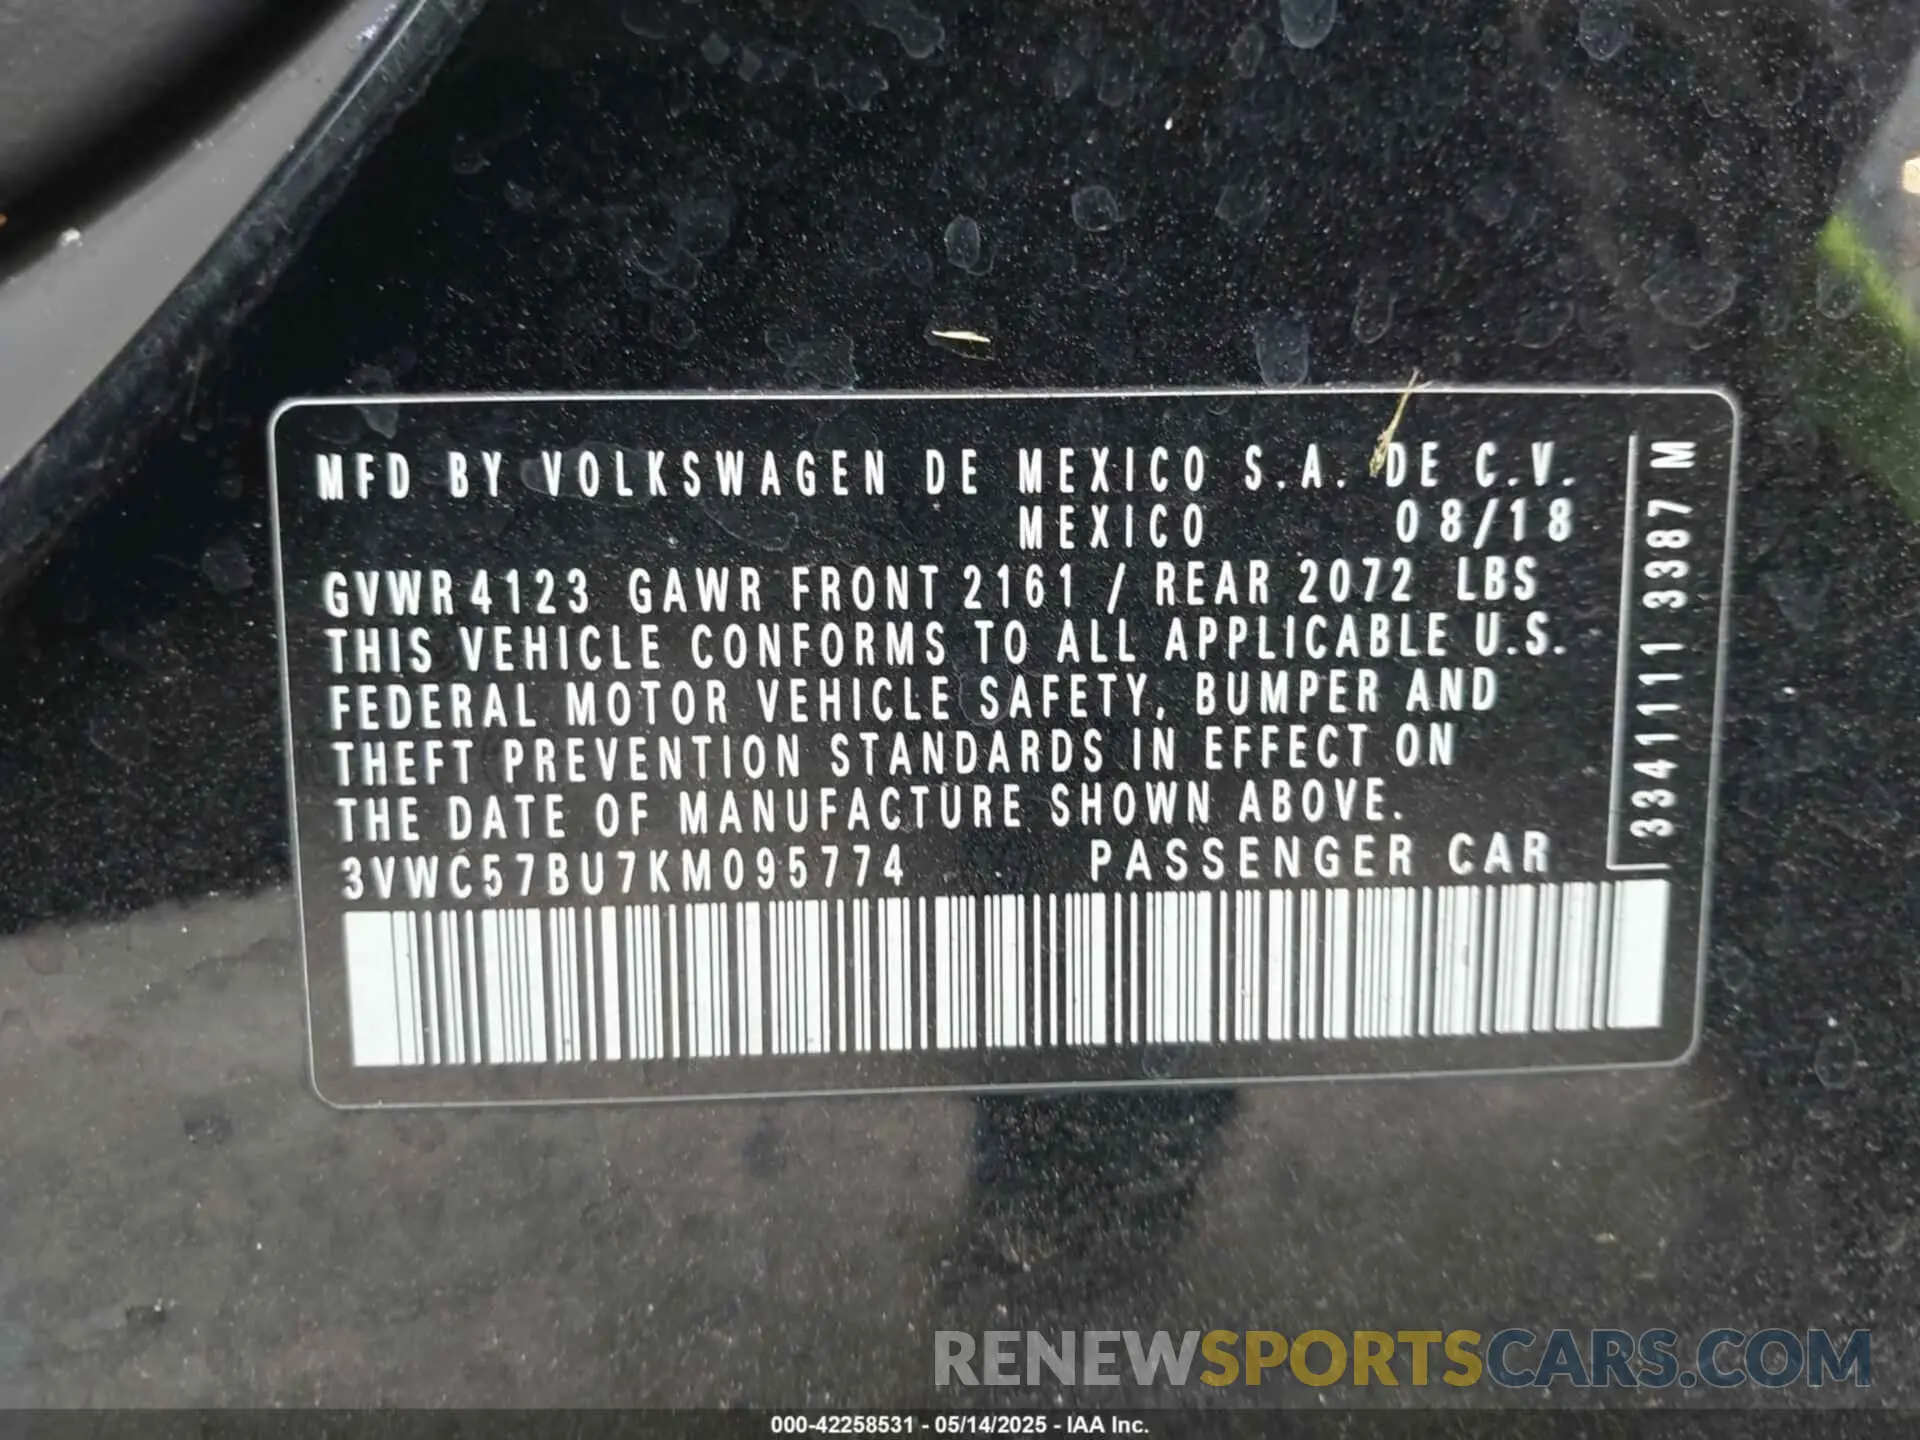 MFD BY VOLKSWAGEN DE MEXICO S.A. DE C.V.
MEXICO 08/18
GVWR 4123 GAWR FRONT 2161 / REAR 2072 LBS
THIS VEHICLE CONFORMS TO ALL APPLICABLE U.S.
FEDERAL MOTOR VEHICLE SAFETY, BUMPER AND
THEFT PREVENTION STANDARDS IN EFFECT ON
THE DATE OF MANUFACTURE SHOWN ABOVE.
3VWC57BU7KM095774 PASSENGER CAR
3341111 3387 M
RENEWSPORTSCARS.COM
000-42258531 - 05/14/2025 - IAA Inc.